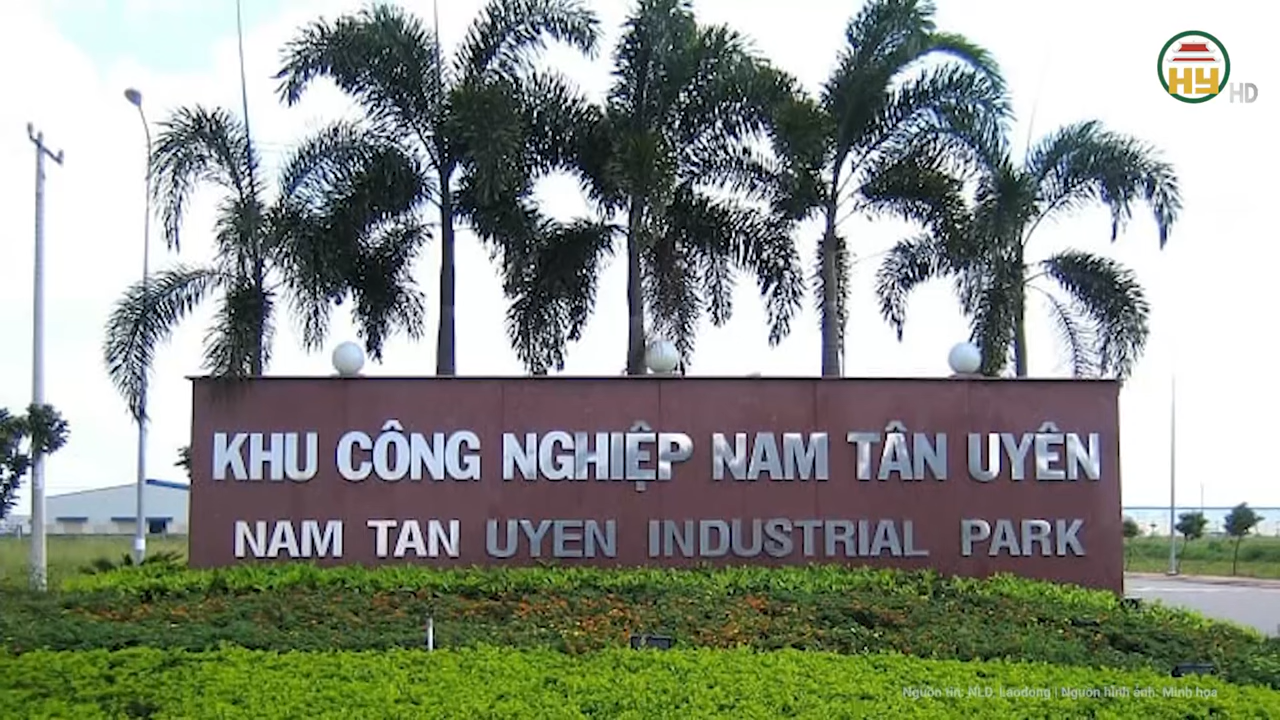 HY HD
KHU CÔNG NGHIỆP NAM TÂN UYÊN
NAM TAN UYEN INDUSTRIAL PARK
Nguồn tin: NLD, Laodong | Nguồn hình ảnh: Minh họa